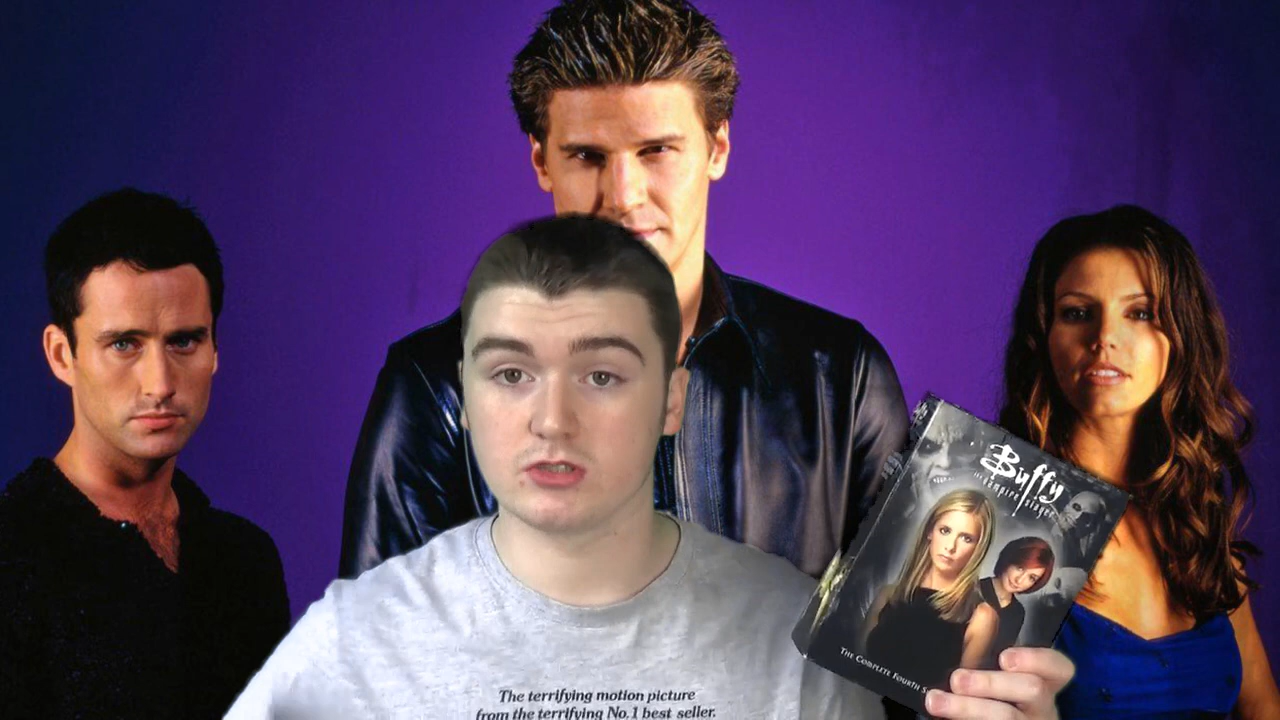 Buffy
the vampire slayer
The Complete Fourth S
The terrifying motion picture
from the terrifying No. 1 best seller.